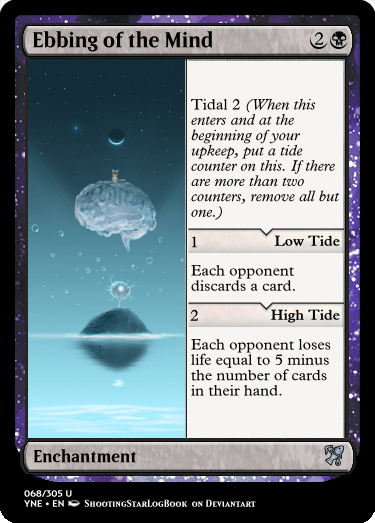 Ebbing of the Mind 2
Tidal 2 (When this
enters and at the
beginning of your
upkeep, put a tide
counter on this. If there
are more than two
counters, remove all but
one.)
1 Low Tide
Each opponent
discards a card.
2 High Tide
Each opponent loses
life equal to 5 minus
the number of cards
in their hand.
Enchantment
068/305 U
YNE • EN ShootingStarLogBook on Deviantart